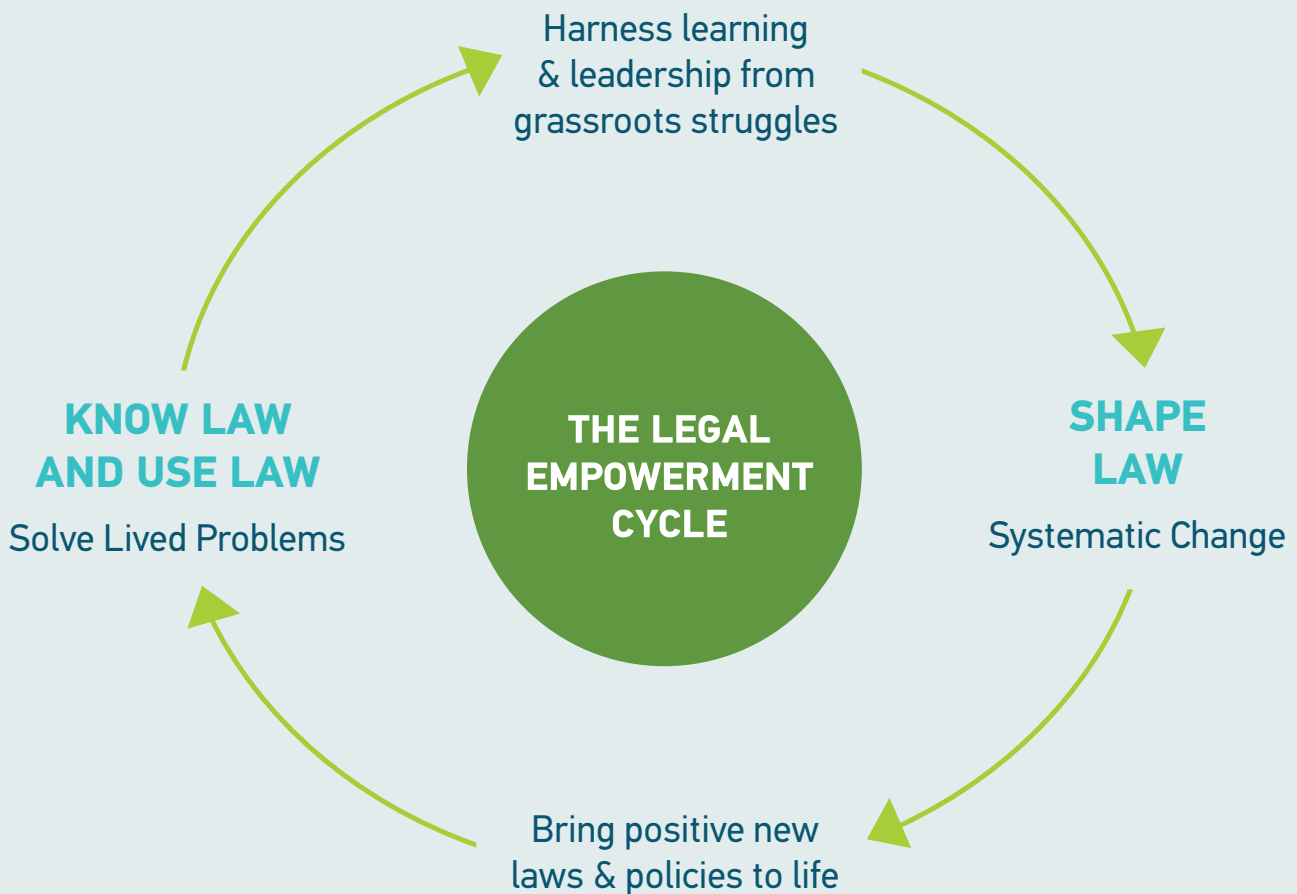 Harness learning
& leadership from
grassroots struggles
KNOW LAW
AND USE LAW
Solve Lived Problems
THE LEGAL
EMPOWERMENT
CYCLE
SHAPE
LAW
Systematic Change
Bring positive new
laws & policies to life